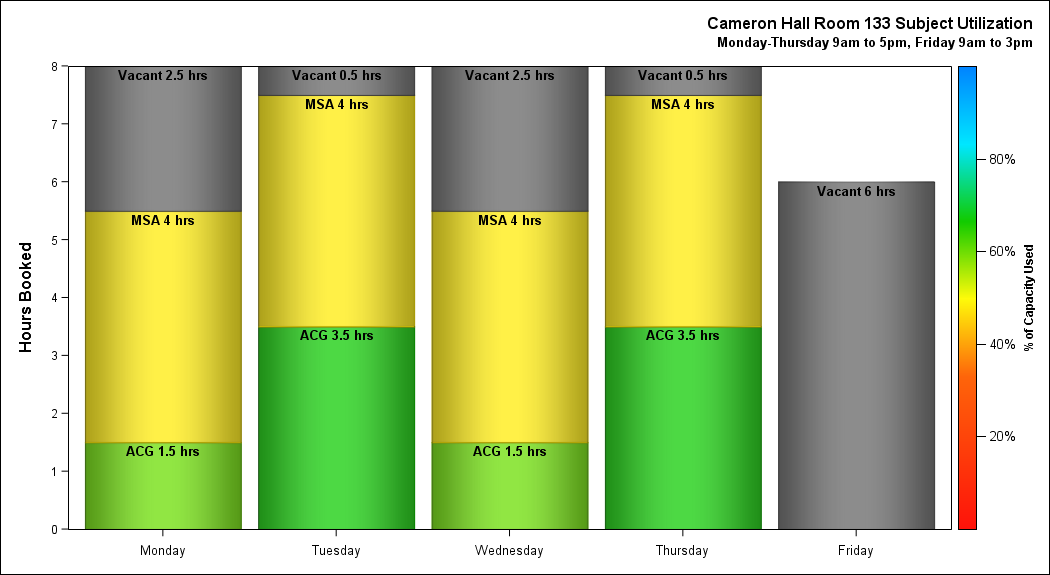 Cameron Hall Room 133 Subject Utilization
Monday-Thursday 9am to 5pm, Friday 9am to 3pm
Hours Booked
8
7
6
5
4
3
2
1
0
Vacant 2.5 hrs
MSA 4 hrs
ACG 1.5 hrs
Vacant 0.5 hrs
MSA 4 hrs
ACG 3.5 hrs
Vacant 2.5 hrs
MSA 4 hrs
ACG 1.5 hrs
Vacant 0.5 hrs
MSA 4 hrs
ACG 3.5 hrs
Vacant 6 hrs
Monday
Tuesday
Wednesday
Thursday
Friday
80%
60%
40%
20%
% of Capacity Used